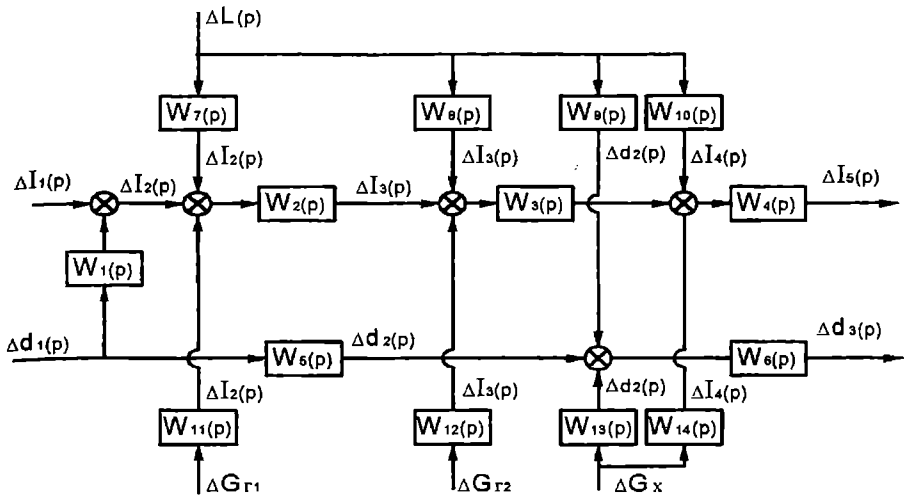 ΔL(p)
W7(p) W8(p) W9(p) W10(p)
ΔI2(p) ΔI3(p) Δd2(p) ΔI4(p)
ΔI1(p) ΔI2(p) ΔI3(p) ΔI5(p)
W2(p) W3(p) W4(p)
W1(p)
Δd1(p) Δd2(p) Δd3(p)
W5(p) W6(p)
ΔI2(p) ΔI3(p) Δd2(p) ΔI4(p)
W11(p) W12(p) W13(p) W14(p)
ΔGг1 ΔGг2 ΔGx